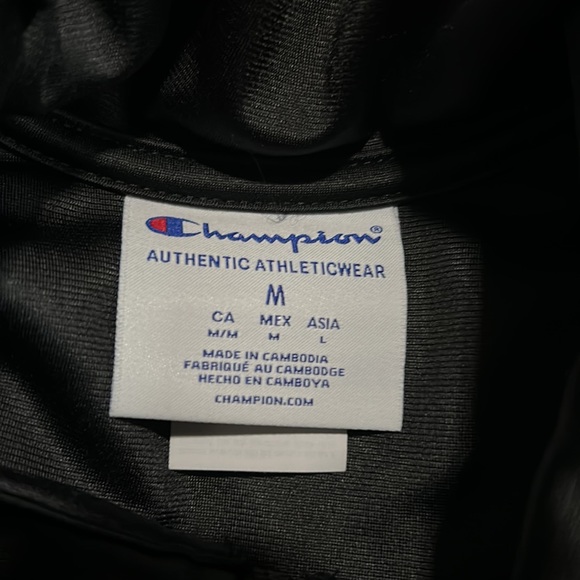 Champion®
AUTHENTIC ATHLETICWEAR
M
CA MEX ASIA
M/M M L
MADE IN CAMBODIA
FABRIQUÉ AU CAMBODGE
HECHO EN CAMBOYA
CHAMPION.COM